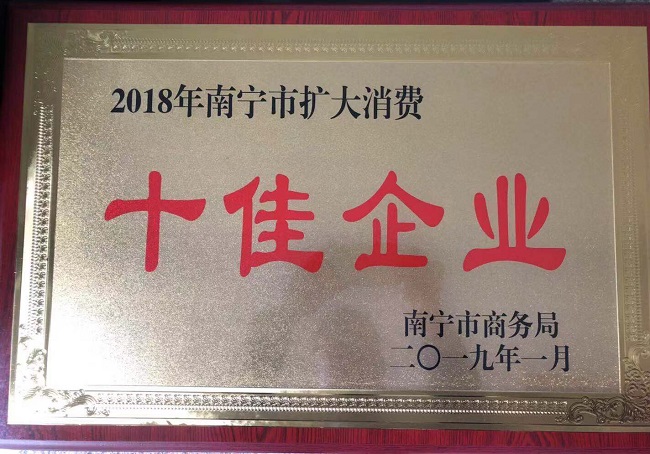 2018年南宁市扩大消费
十佳企业
南宁市商务局
二〇一九年一月